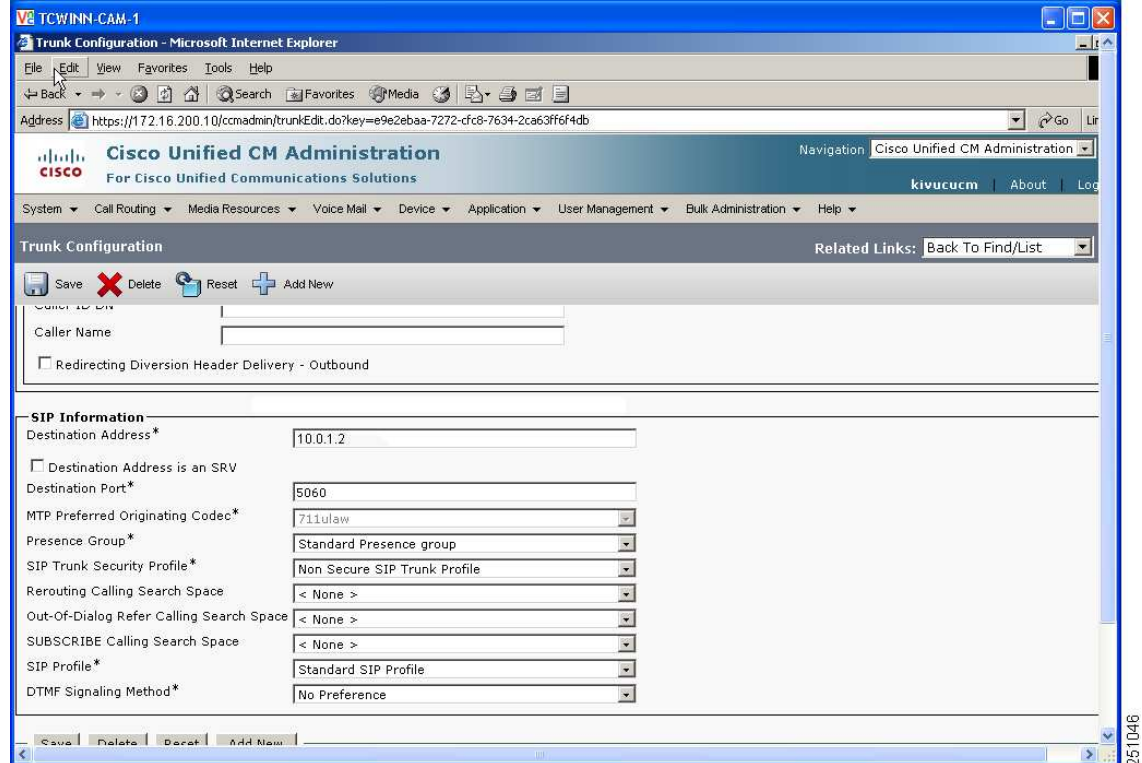 TCWINN-CAM-1
Trunk Configuration - Microsoft Internet Explorer
File Edit View Favorites Tools Help
Back Search Favorites Media
Address https://172.16.200.10/ccmadmin/trunkEdit.do?key=e9e2ebaa-7272-cfc8-7634-2ca63ff6f4db Go
CISCO
Cisco Unified CM Administration
For Cisco Unified Communications Solutions
Navigation Cisco Unified CM Administration
kivucucm About Log
System Call Routing Media Resources Voice Mail Device Application User Management Bulk Administration Help
Trunk Configuration
Related Links: Back To Find/List
Save Delete Reset Add New
Caller ID DN
Caller Name
Redirecting Diversion Header Delivery - Outbound
SIP Information
Destination Address* 10.0.1.2
Destination Address is an SRV
Destination Port* 5060
MTP Preferred Originating Codec* 711ulaw
Presence Group* Standard Presence group
SIP Trunk Security Profile* Non Secure SIP Trunk Profile
Rerouting Calling Search Space < None >
Out-Of-Dialog Refer Calling Search Space < None >
SUBSCRIBE Calling Search Space < None >
SIP Profile* Standard SIP Profile
DTMF Signaling Method* No Preference
Save Delete Reset Add New
251046